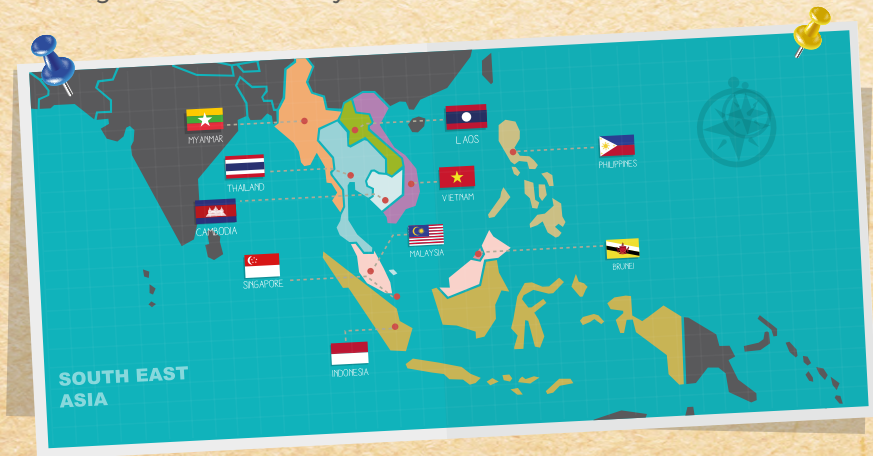 MYANMAR
LAOS
PHILIPPINES
THAILAND
VIETNAM
CAMBODIA
MALAYSIA
BRUNEI
SINGAPORE
INDONESIA
SOUTH EAST
ASIA